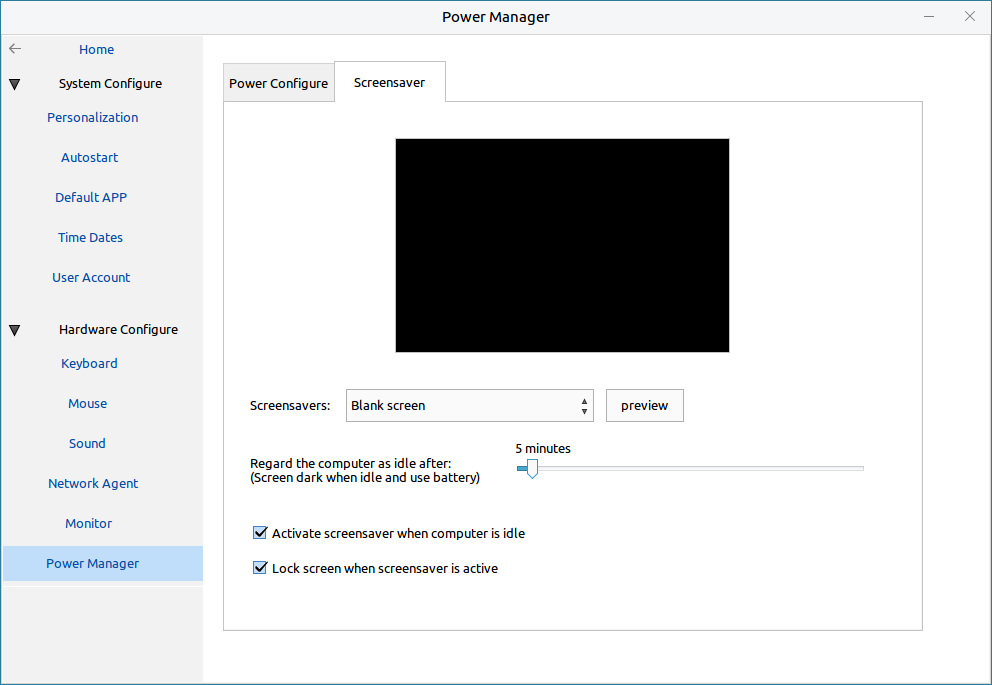 Power Manager
Home
System Configure
Personalization
Autostart
Default APP
Time Dates
User Account
Hardware Configure
Keyboard
Mouse
Sound
Network Agent
Monitor
Power Manager
Power Configure
Screensaver
Screensavers:
Blank screen
preview
5 minutes
Regard the computer as idle after:
(Screen dark when idle and use battery)
Activate screensaver when computer is idle
Lock screen when screensaver is active